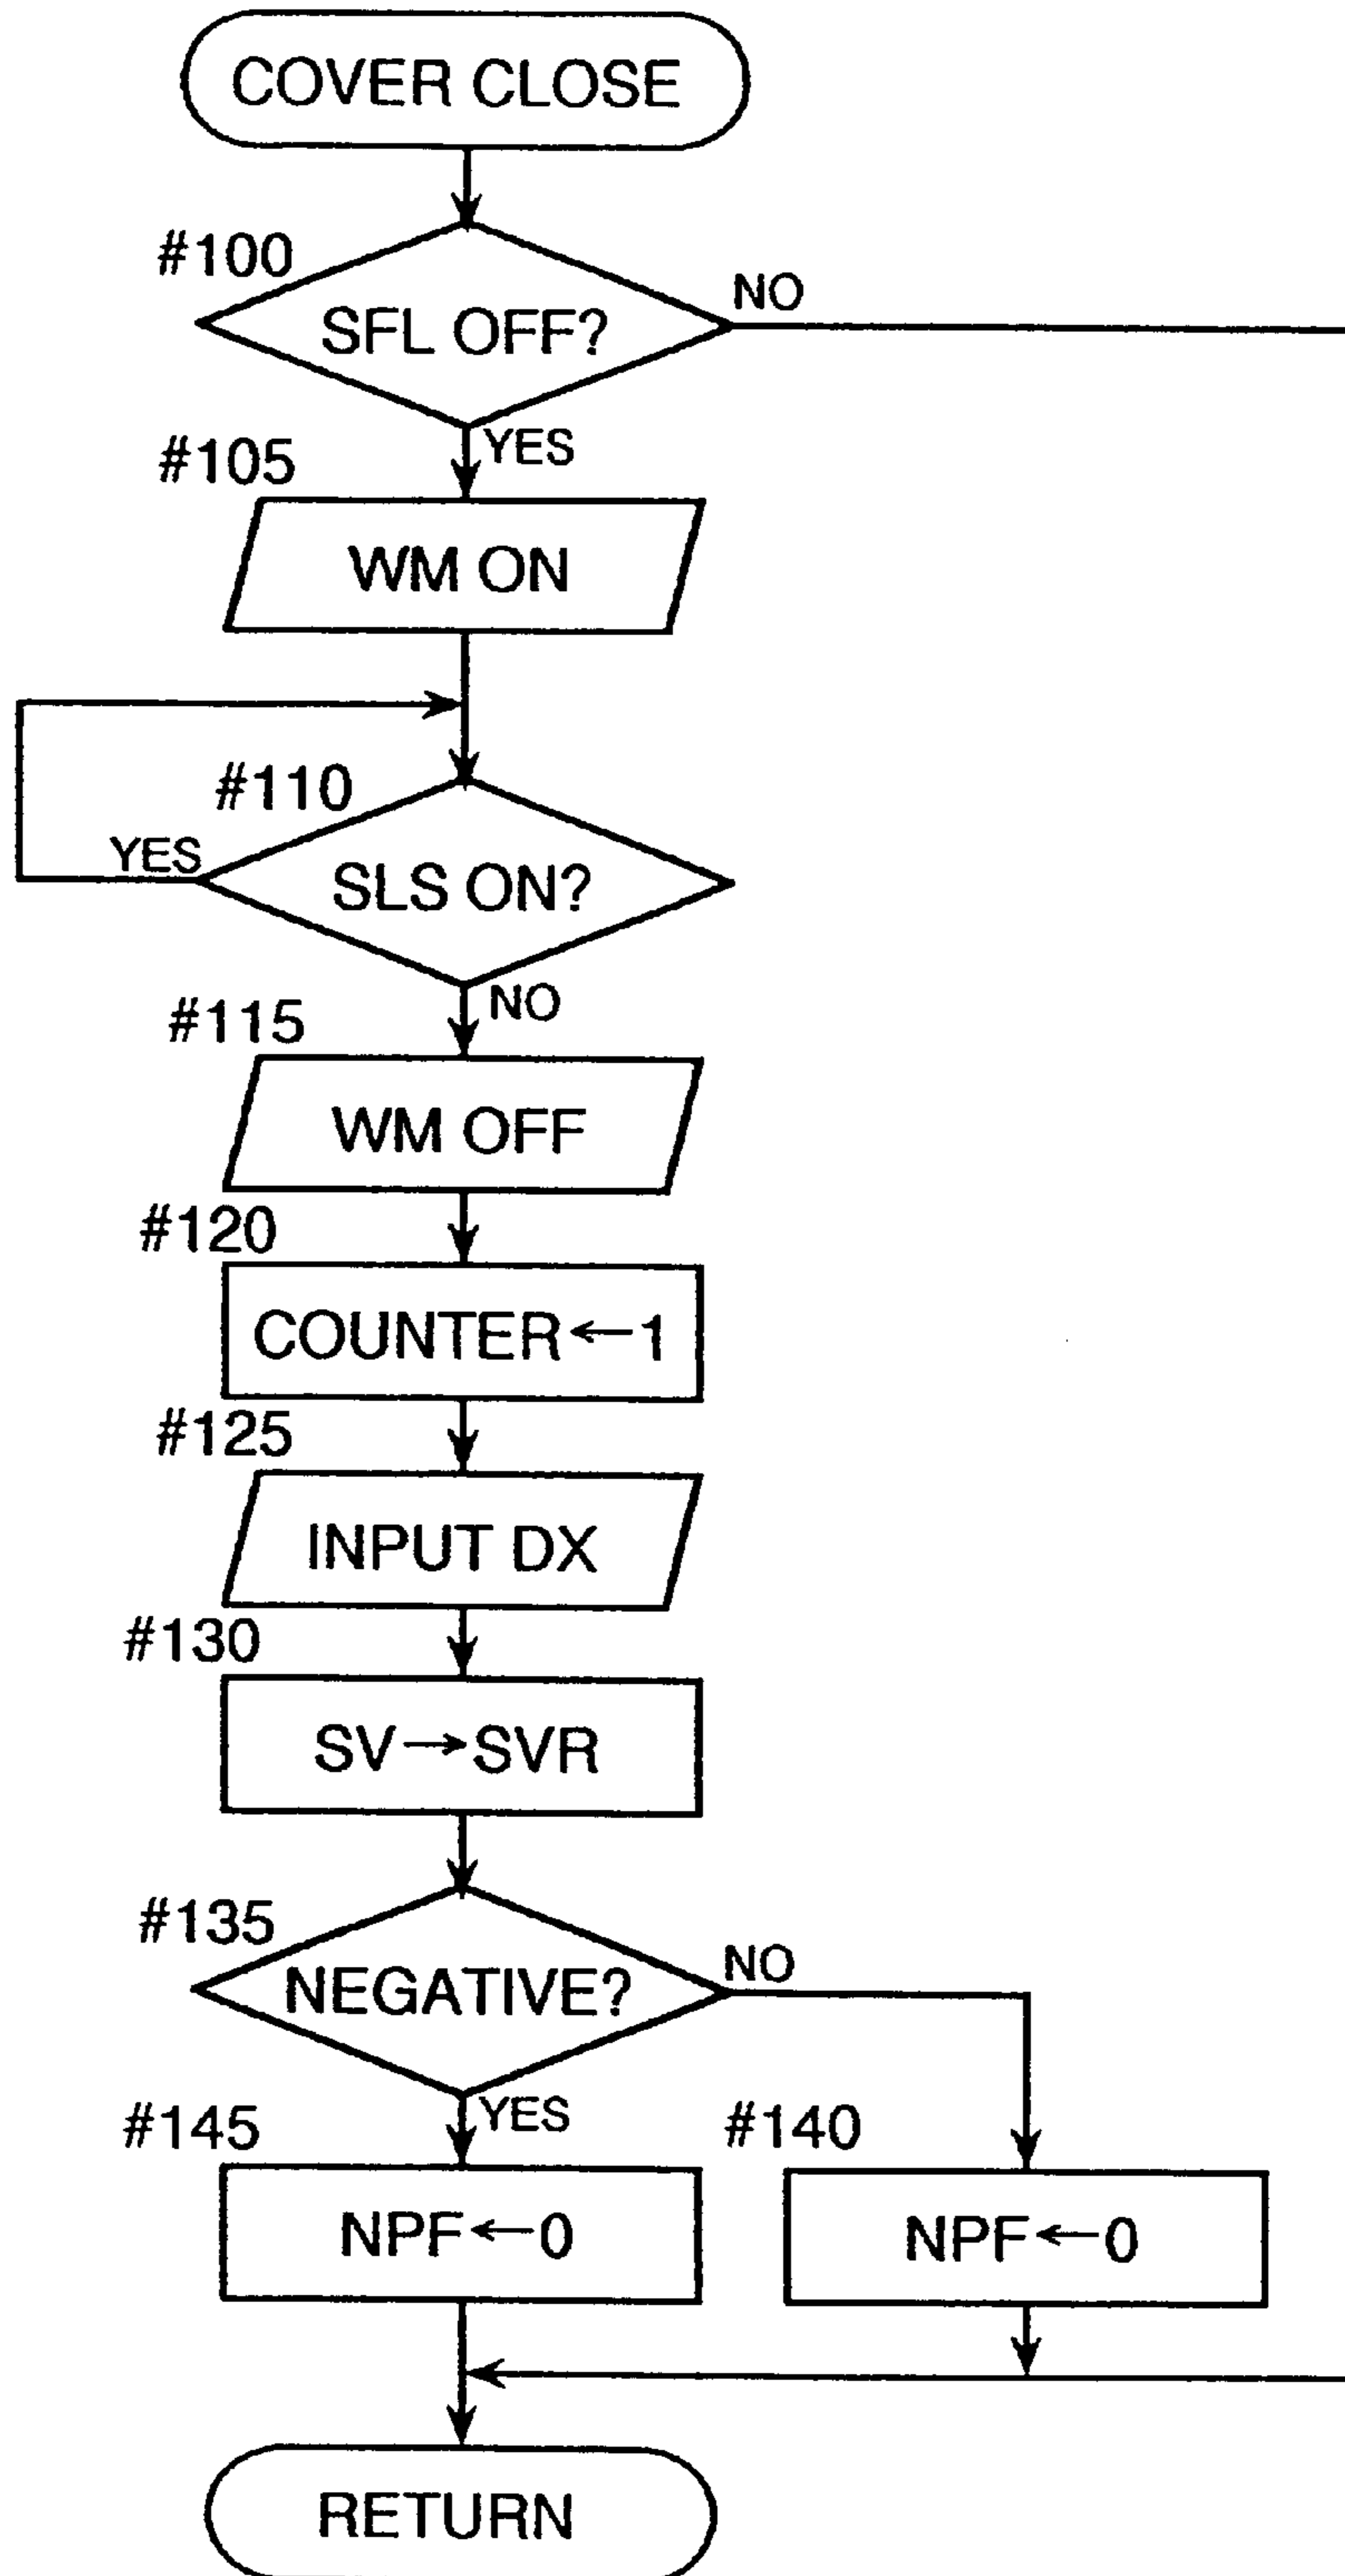 COVER CLOSE
#100
SFL OFF?
NO
YES
#105
WM ON
#110
YES
SLS ON?
NO
#115
WM OFF
#120
COUNTER←1
#125
INPUT DX
#130
SV→SVR
#135
NEGATIVE?
NO
YES
#145
#140
NPF←0
NPF←0
RETURN